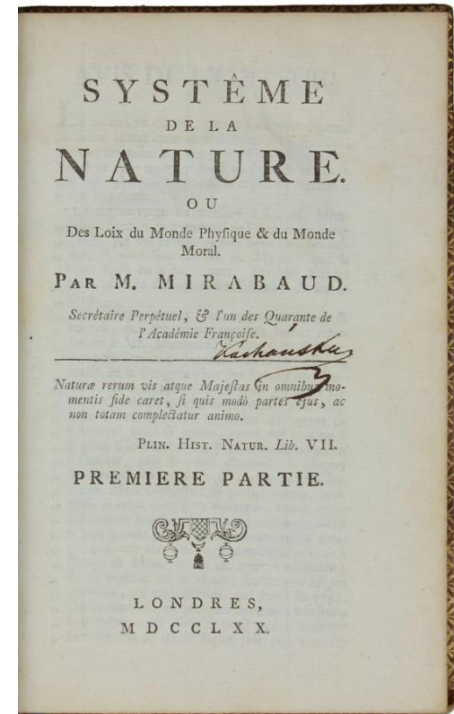 SYSTÊME
DE LA
NATURE.
OU
Des Loix du Monde Phyſique & du Monde
Moral.
PAR M. MIRABAUD.
Secrétaire Perpétuel, & l'un des Quarante de
l'Académie Françoiſe.
Naturæ rerum vis atque Majeſtas in omnibus mo-
mentis fide caret, ſi quis modò partes ejus, ac
non totam complectatur animo.
PLIN. HIST. NATUR. Lib. VII.
PREMIERE PARTIE.
LONDRES,
MDCCLXX.